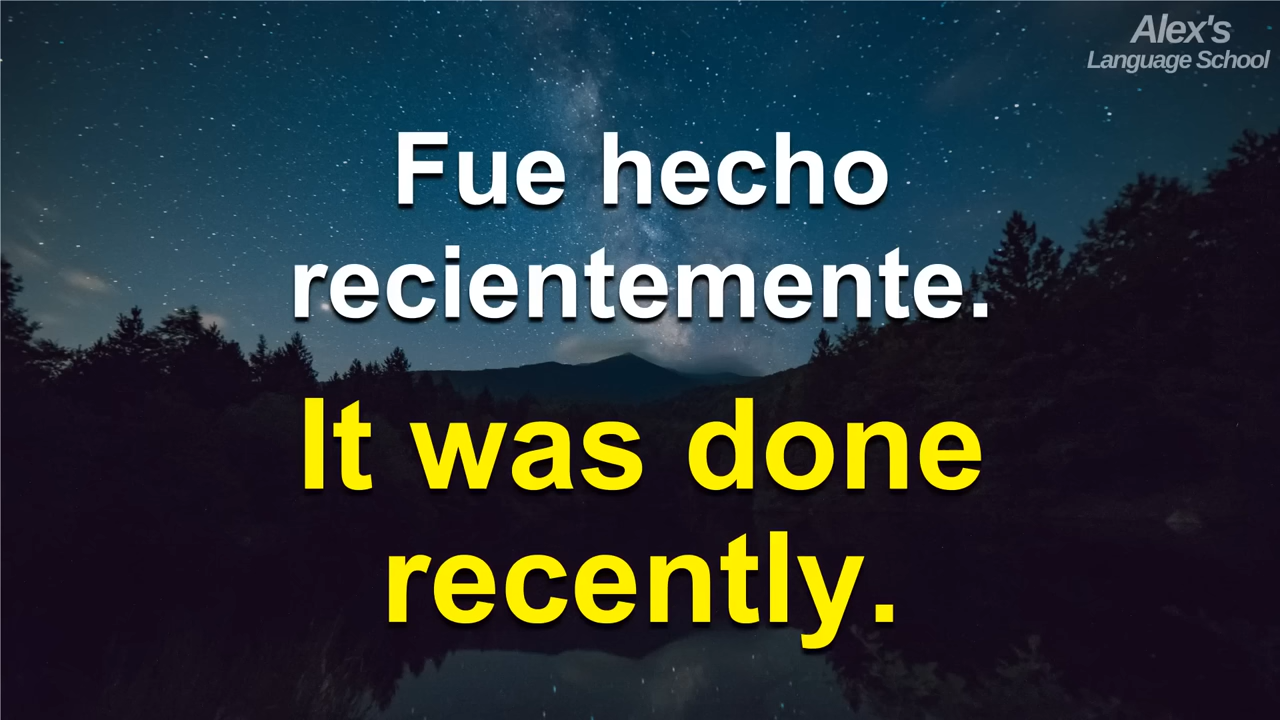 Alex's
Language School
Fue hecho
recientemente.
It was done
recently.